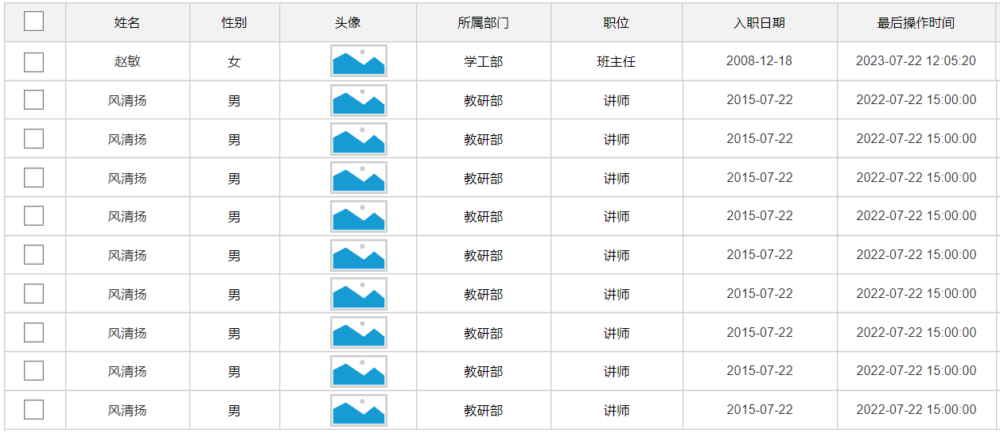 姓名 性别 头像 所属部门 职位 入职日期 最后操作时间
赵敏 女 学工部 班主任 2008-12-18 2023-07-22 12:05:20
风清扬 男 教研部 讲师 2015-07-22 2022-07-22 15:00:00
风清扬 男 教研部 讲师 2015-07-22 2022-07-22 15:00:00
风清扬 男 教研部 讲师 2015-07-22 2022-07-22 15:00:00
风清扬 男 教研部 讲师 2015-07-22 2022-07-22 15:00:00
风清扬 男 教研部 讲师 2015-07-22 2022-07-22 15:00:00
风清扬 男 教研部 讲师 2015-07-22 2022-07-22 15:00:00
风清扬 男 教研部 讲师 2015-07-22 2022-07-22 15:00:00
风清扬 男 教研部 讲师 2015-07-22 2022-07-22 15:00:00
风清扬 男 教研部 讲师 2015-07-22 2022-07-22 15:00:00